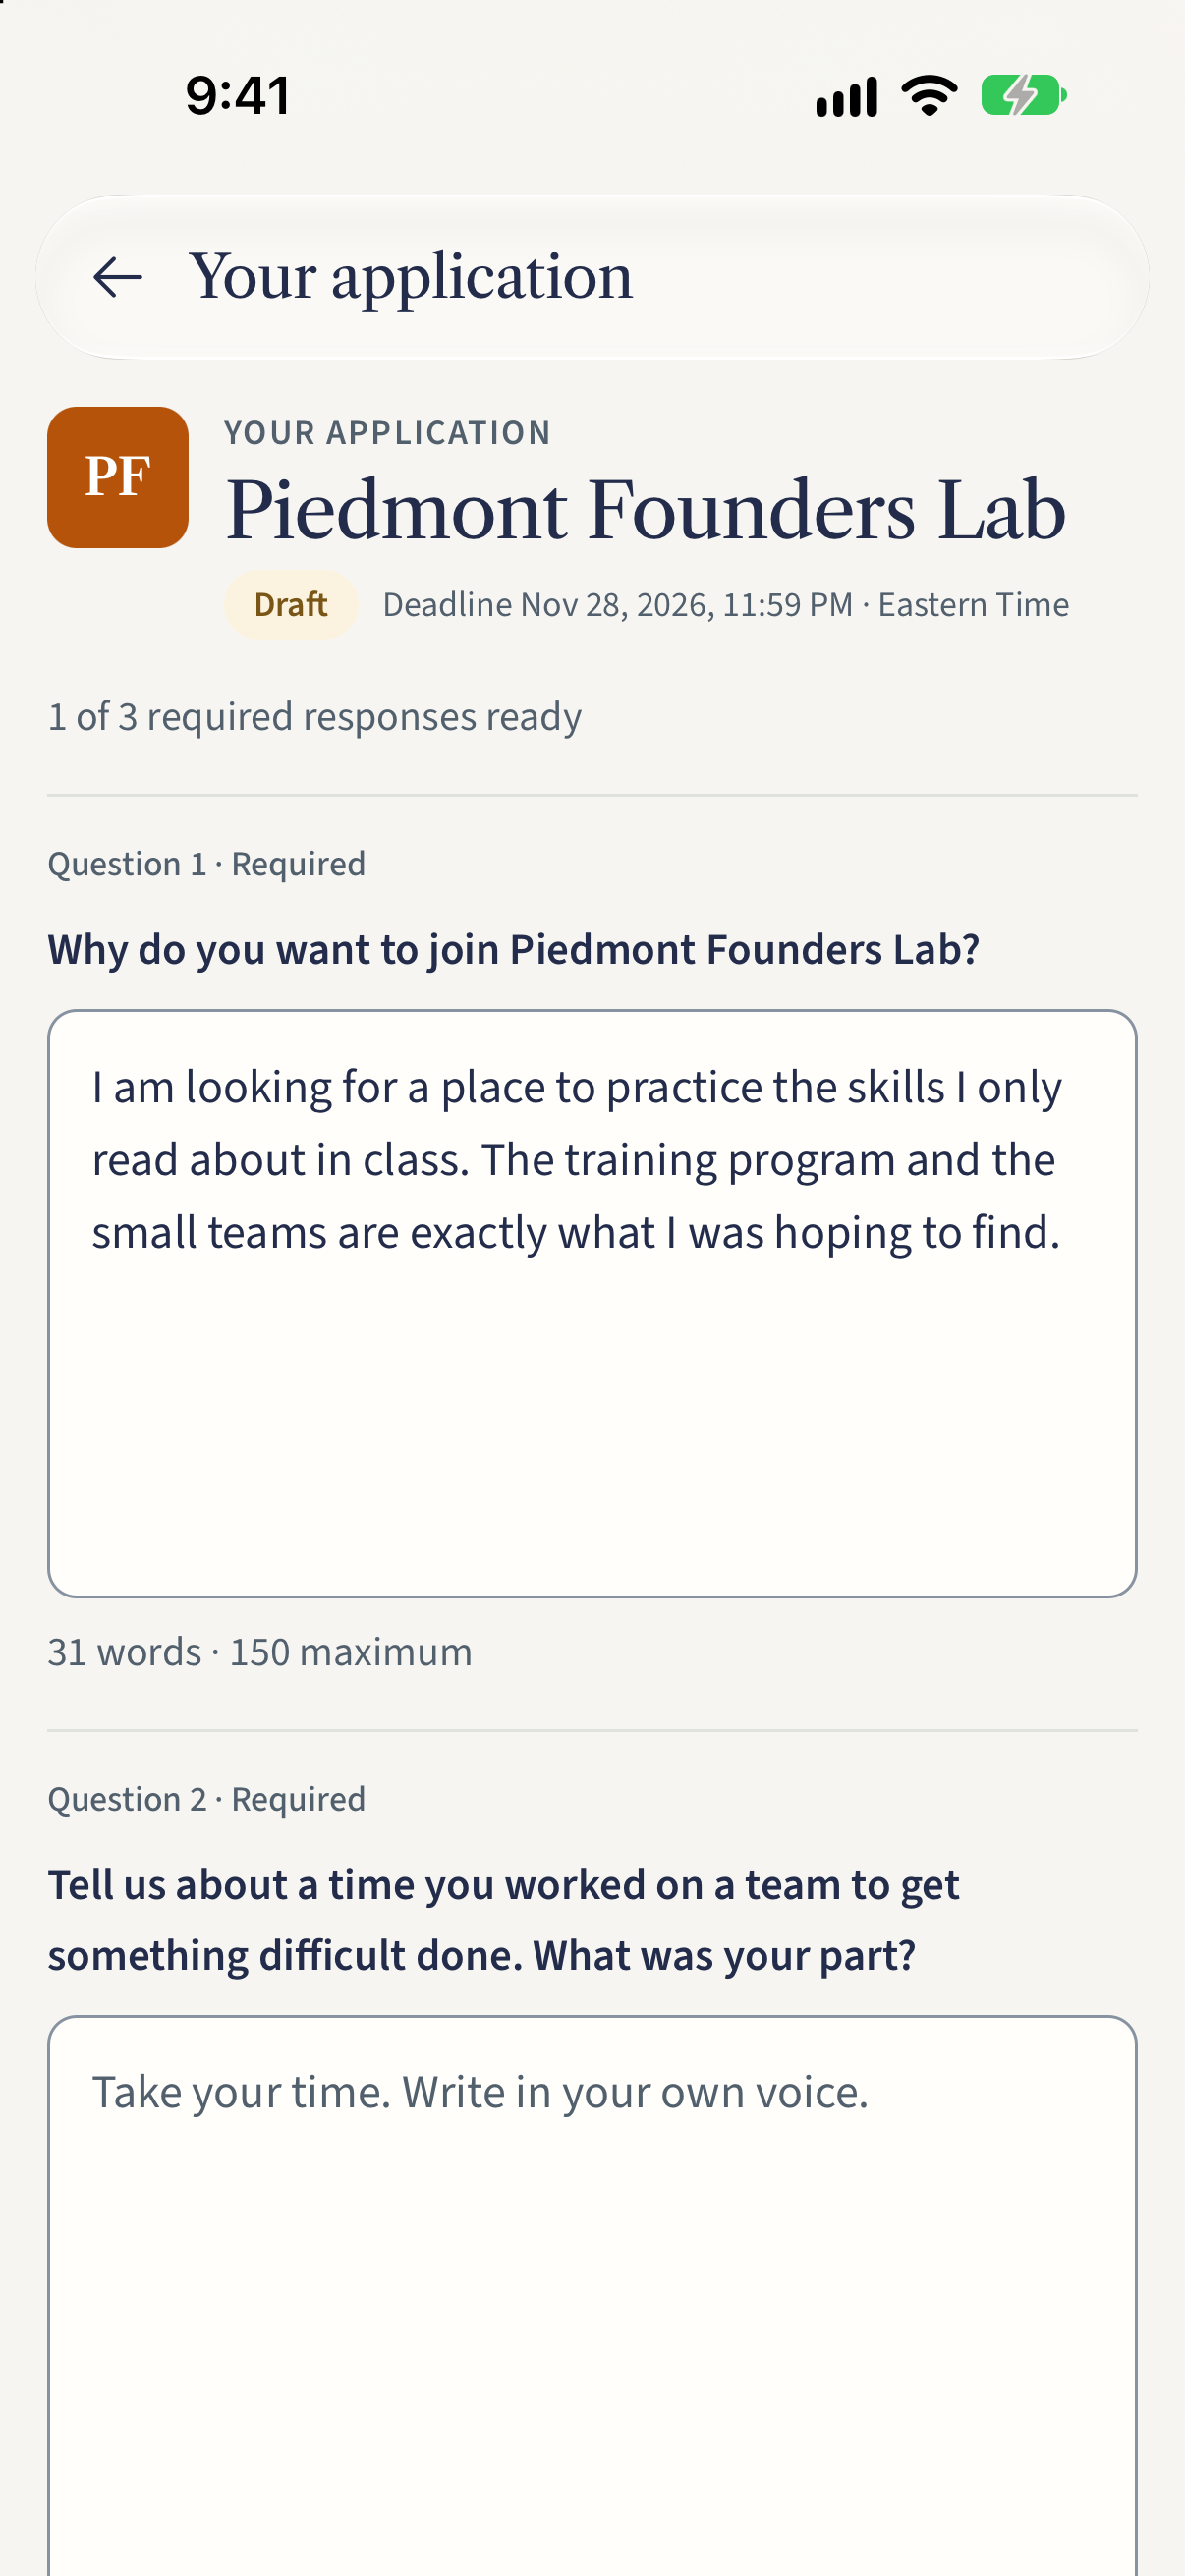 9:41
Your application
PF
YOUR APPLICATION
Piedmont Founders Lab
Draft
Deadline Nov 28, 2026, 11:59 PM · Eastern Time
1 of 3 required responses ready
Question 1 · Required
Why do you want to join Piedmont Founders Lab?
I am looking for a place to practice the skills I only
read about in class. The training program and the
small teams are exactly what I was hoping to find.
31 words · 150 maximum
Question 2 · Required
Tell us about a time you worked on a team to get
something difficult done. What was your part?
Take your time. Write in your own voice.